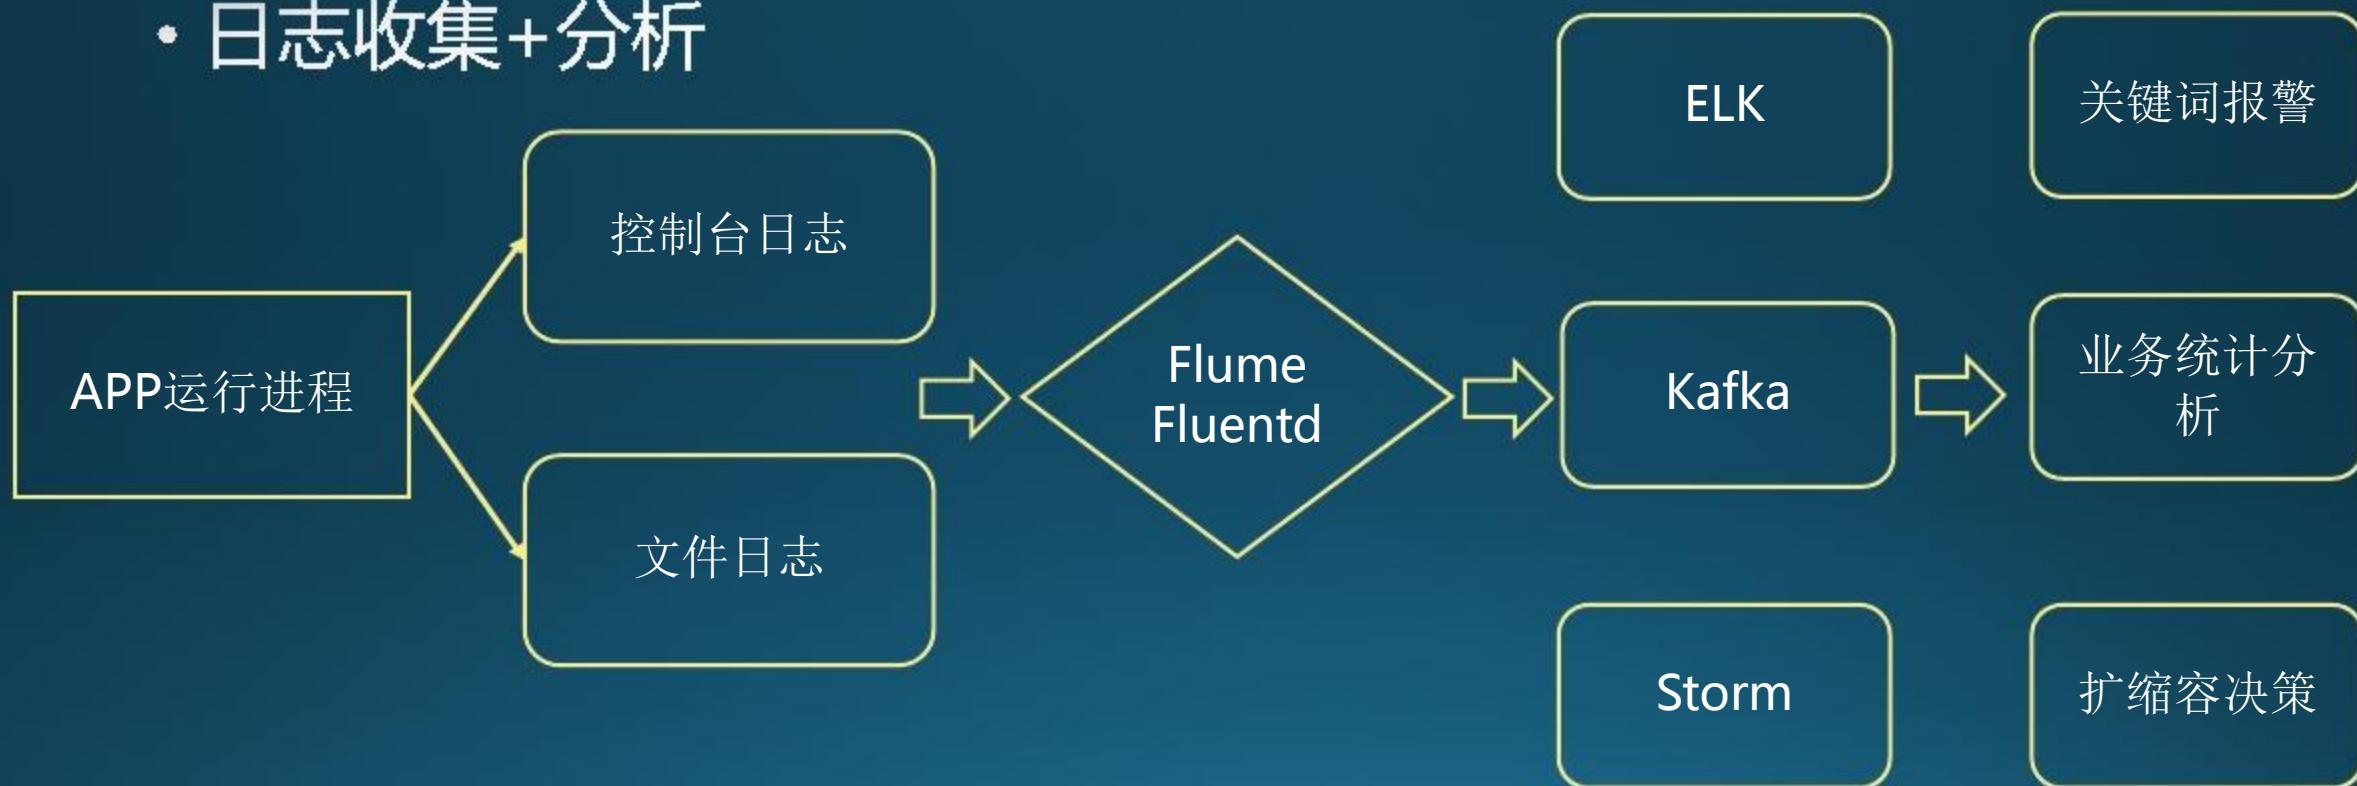 • 日志收集+分析
ELK
关键词报警
控制台日志
APP运行进程
Flume
Fluentd
Kafka
业务统计分
析
文件日志
Storm
扩缩容决策